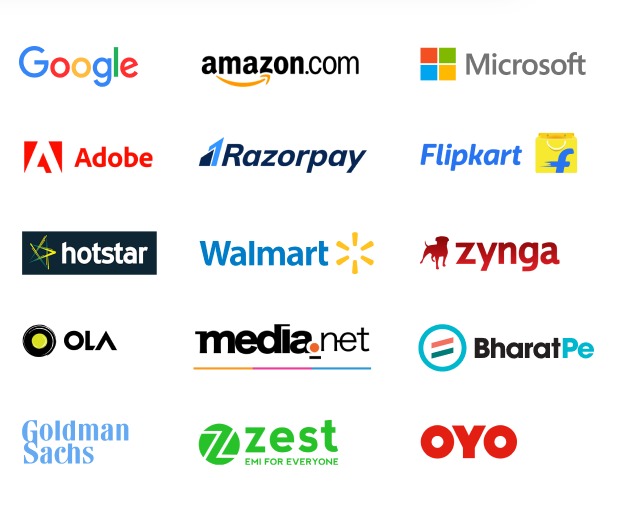 Google
amazon.com
Microsoft
Adobe
Razorpay
Flipkart
hotstar
Walmart
zynga
OLA
media.net
BharatPe
Goldman
Sachs
zest
EMI FOR EVERYONE
OYO